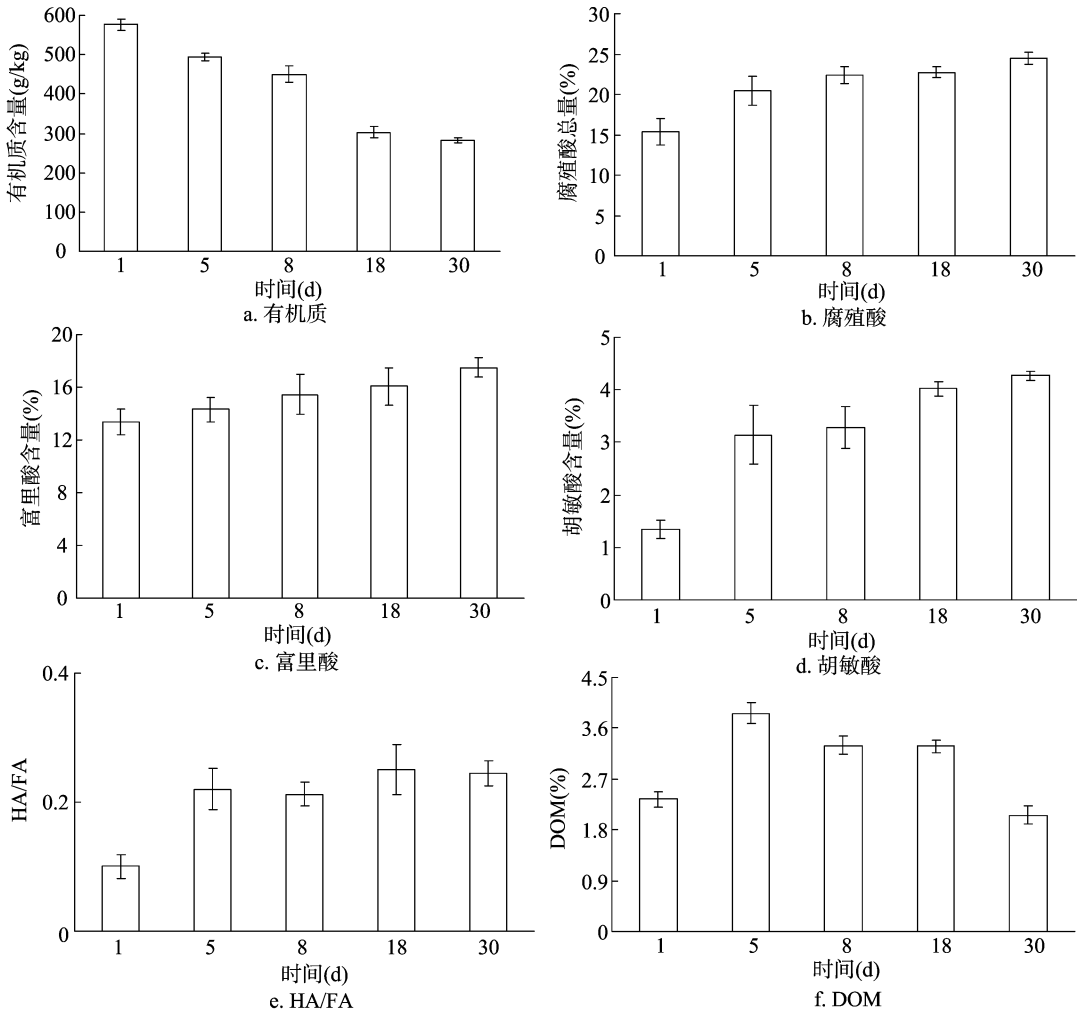 有机质含量(g/kg)
600
500
400
300
200
100
0
1 5 8 18 30
时间(d)
a. 有机质
腐殖酸总量(%)
30
25
20
15
10
5
0
1 5 8 18 30
时间(d)
b. 腐殖酸
富里酸含量(%)
20
16
12
8
4
0
1 5 8 18 30
时间(d)
c. 富里酸
胡敏酸含量(%)
5
4
3
2
1
0
1 5 8 18 30
时间(d)
d. 胡敏酸
HA/FA
0.4
0.2
0
1 5 8 18 30
时间(d)
e. HA/FA
DOM(%)
4.5
3.6
2.7
1.8
0.9
0
1 5 8 18 30
时间(d)
f. DOM